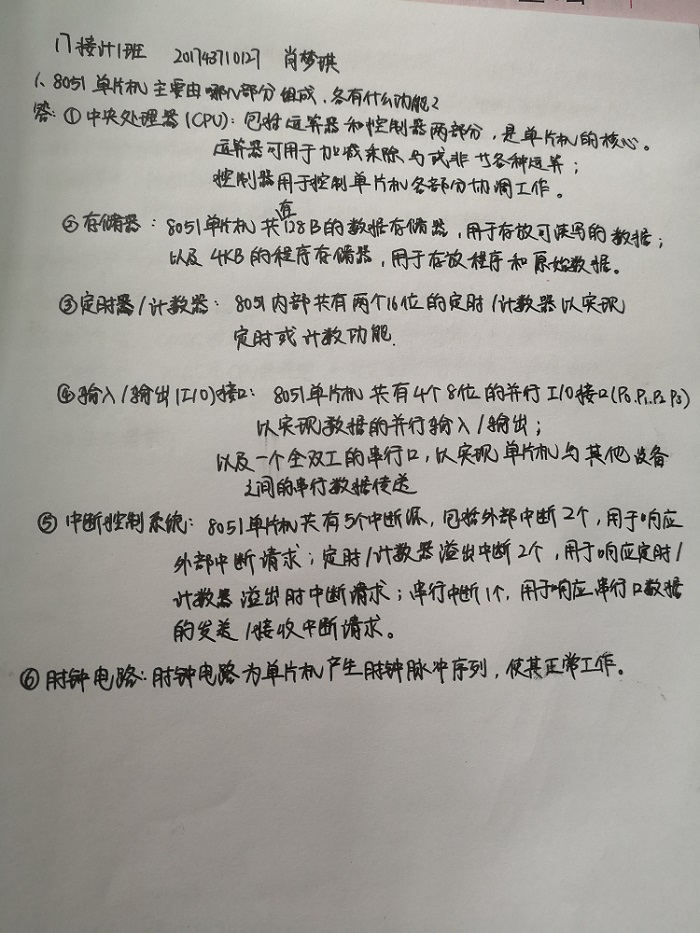 17接计1班 201743710127 肖梦琪
1、8051单片机主要由哪几部分组成,各有什么功能?
答:①中央处理器(CPU):包括运算器和控制器两部分,是单片机的核心。
运算器可用于加减乘除与或非等各种运算;
控制器用于控制单片机各部分协调工作。
②存储器:8051单片机共有128B的数据存储器,用于存放可读写的数据;
以及4KB的程序存储器,用于存放程序和原始数据。
③定时器/计数器:8051内部共有两个16位的定时/计数器以实现
定时或计数功能.
④输入/输出(I/O)接口:8051单片机共有4个8位的并行I/O接口(P0.P1.P2 P3)
以实现数据的并行输入/输出;
以及一个全双工的串行口,以实现单片机与其他设备
之间的串行数据传送
⑤中断控制系统:8051单片机共有5个中断源,包括外部中断2个,用于响应
外部中断请求;定时/计数器溢出中断2个,用于响应定时/
计数器溢出时中断请求;串行中断1个,用于响应串行口数据
的发送/接收中断请求。
⑥时钟电路:时钟电路为单片机产生时钟脉冲序列,使其正常工作。